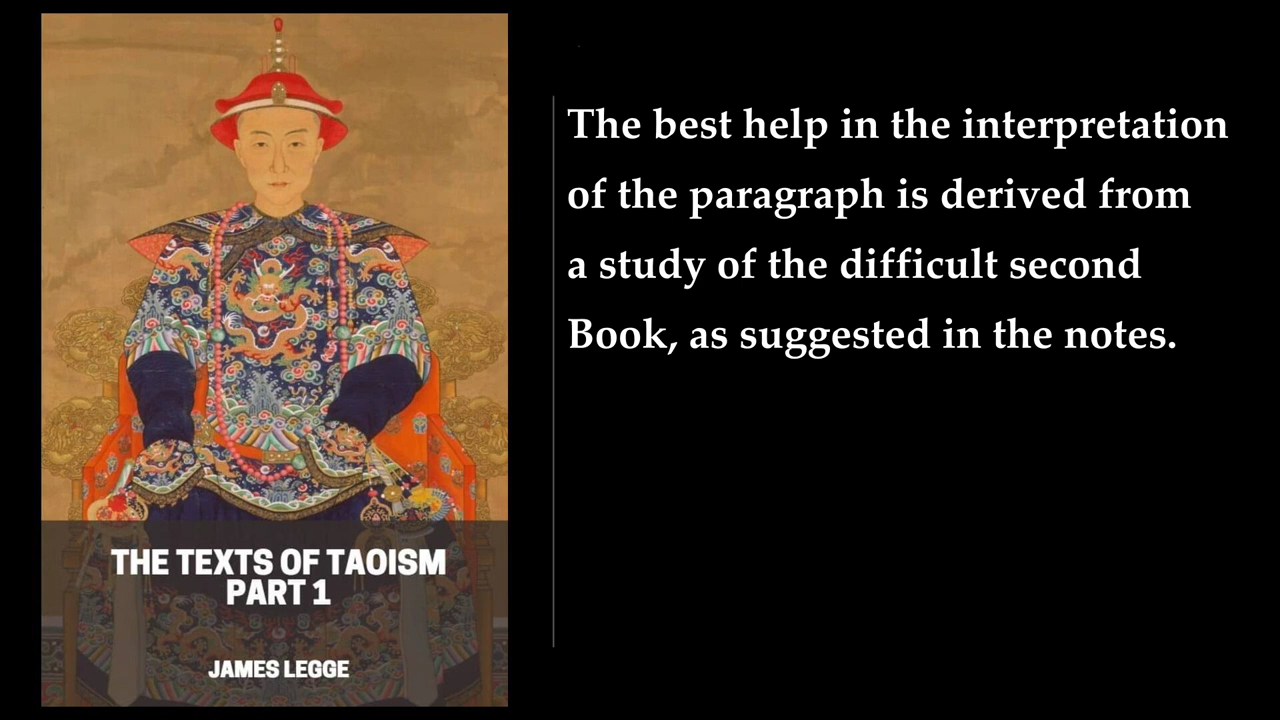 THE TEXTS OF TAOISM
PART 1
JAMES LEGGE
The best help in the interpretation
of the paragraph is derived from
a study of the difficult second
Book, as suggested in the notes.